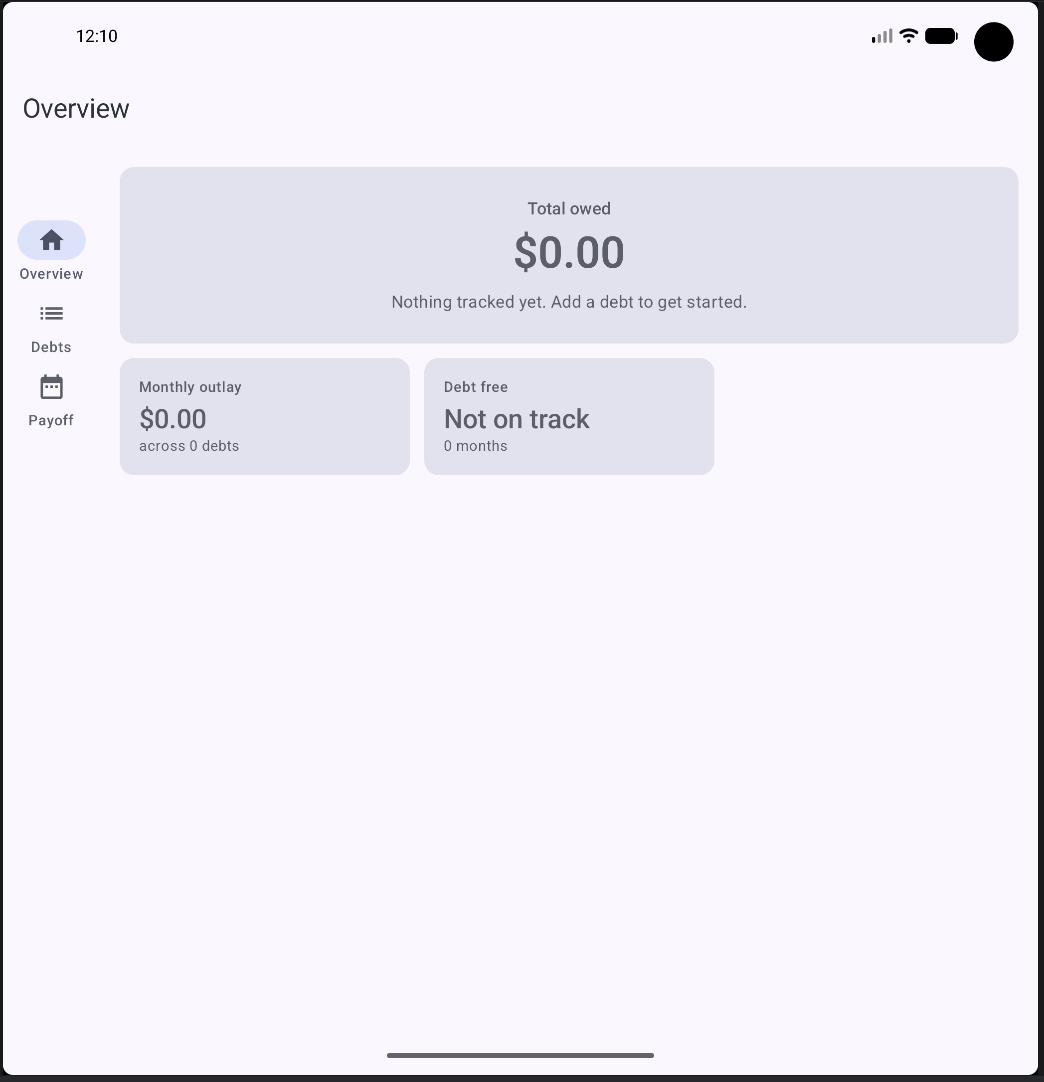 12:10
Overview
Total owed
$0.00
Nothing tracked yet. Add a debt to get started.
Overview
Debts
Payoff
Monthly outlay
$0.00
across 0 debts
Debt free
Not on track
0 months